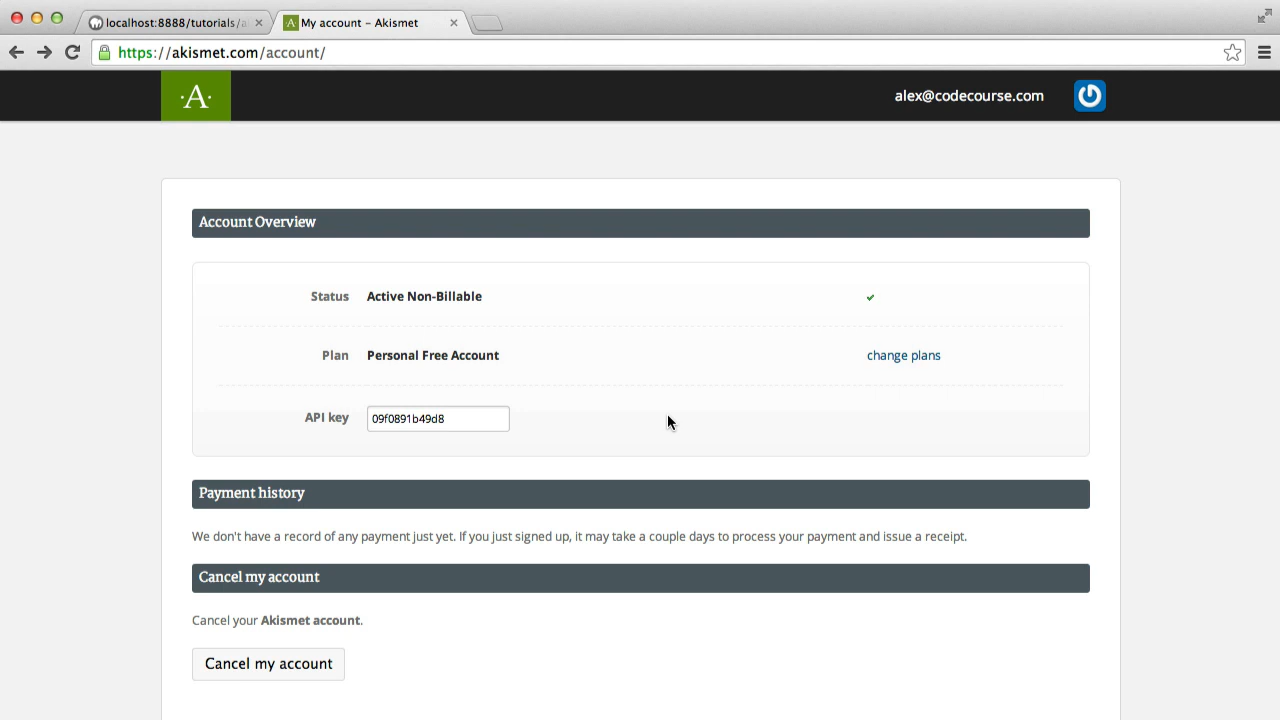 localhost:8888/tutorials/a
My account – Akismet
https://akismet.com/account/
·A·
alex@codecourse.com
Account Overview
Status Active Non-Billable
Plan Personal Free Account change plans
API key 09f0891b49d8
Payment history
We don't have a record of any payment just yet. If you just signed up, it may take a couple days to process your payment and issue a receipt.
Cancel my account
Cancel your Akismet account.
Cancel my account